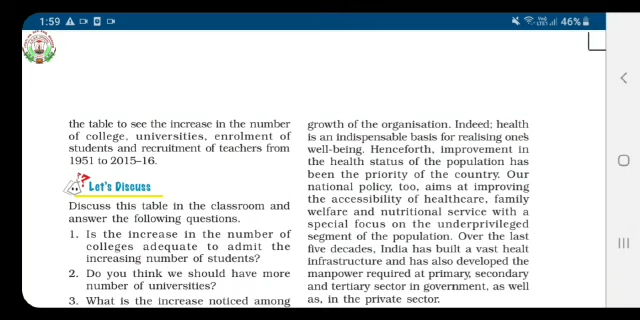 1:59
46%
the table to see the increase in the number
of college, universities, enrolment of
students and recruitment of teachers from
1951 to 2015–16.
Let's Discuss
Discuss this table in the classroom and
answer the following questions.
1. Is the increase in the number of
colleges adequate to admit the
increasing number of students?
2. Do you think we should have more
number of universities?
3. What is the increase noticed among
growth of the organisation. Indeed; health
is an indispensable basis for realising one's
well-being. Henceforth, improvement in
the health status of the population has
been the priority of the country. Our
national policy, too, aims at improving
the accessibility of healthcare, family
welfare and nutritional service with a
special focus on the underprivileged
segment of the population. Over the last
five decades, India has built a vast healt
infrastructure and has also developed the
manpower required at primary, secondary
and tertiary sector in government, as well
as, in the private sector.